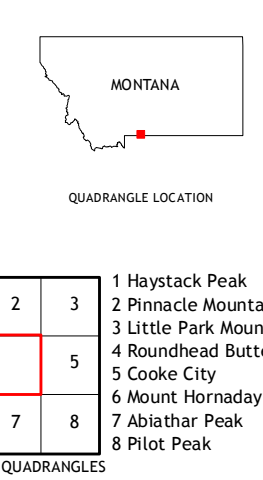 MONTANA
QUADRANGLE LOCATION
1 Haystack Peak
2 3 2 Pinnacle Mounta
3 Little Park Moun
4 Roundhead Butt
5 5 Cooke City
6 Mount Hornaday
7 8 7 Abiathar Peak
8 Pilot Peak
QUADRANGLES